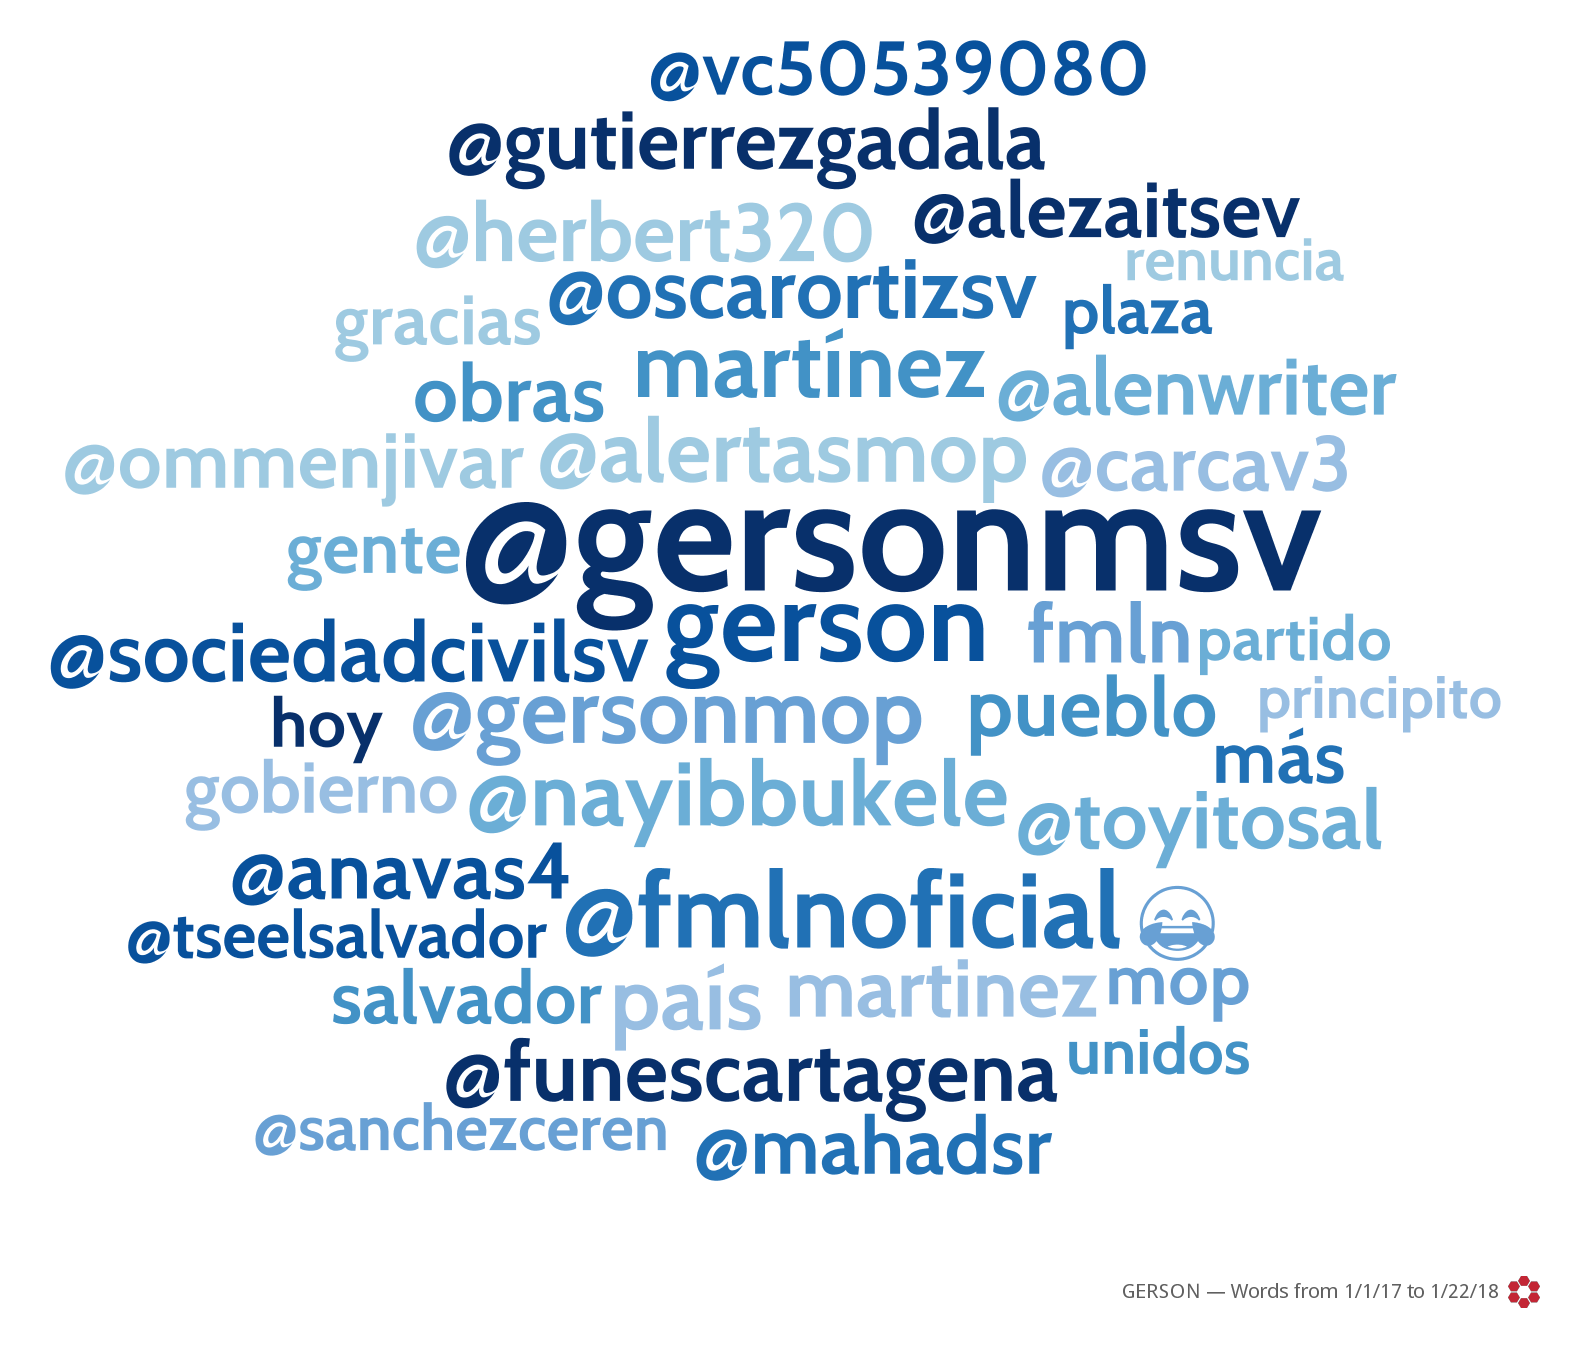 @vc50539080
@gutierrezgadala
@alezaitsev
@herbert320
renuncia
@oscarortizsv
plaza
gracias
martínez
@alenwriter
obras
@ommenjivar @alertasmop @carcav3
gente @gersonmsv
@sociedadcivilsv gerson fmln partido
hoy @gersonmop pueblo principito
más
gobierno @nayibbukele @toyitosal
@anavas4
@fmlnoficial 😂
@tseelsalvador
salvador país martinez mop
@funescartagena unidos
@sanchezceren @mahadsr
GERSON — Words from 1/1/17 to 1/22/18